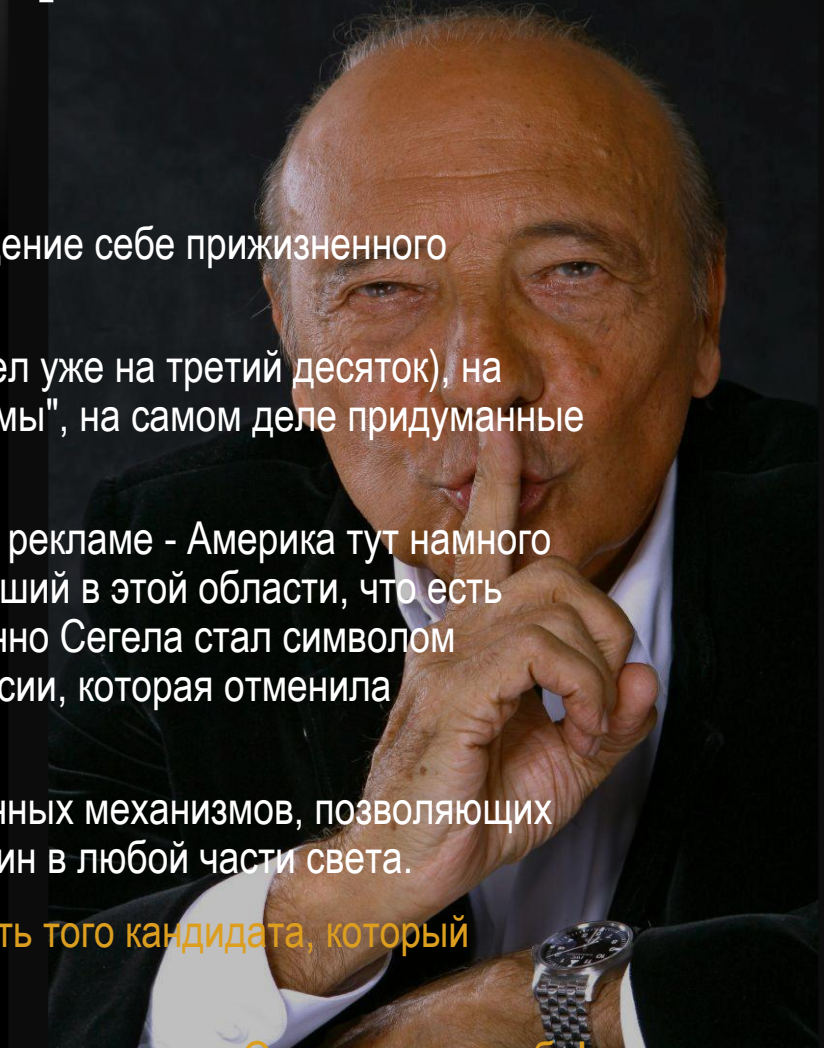 ение себе прижизненного
ел уже на третий десяток), на
мы", на самом деле придуманные
рекламе - Америка тут намного
ший в этой области, что есть
нно Сегела стал символом
сии, которая отменила
нных механизмов, позволяющих
ин в любой части света.
ть того кандидата, который